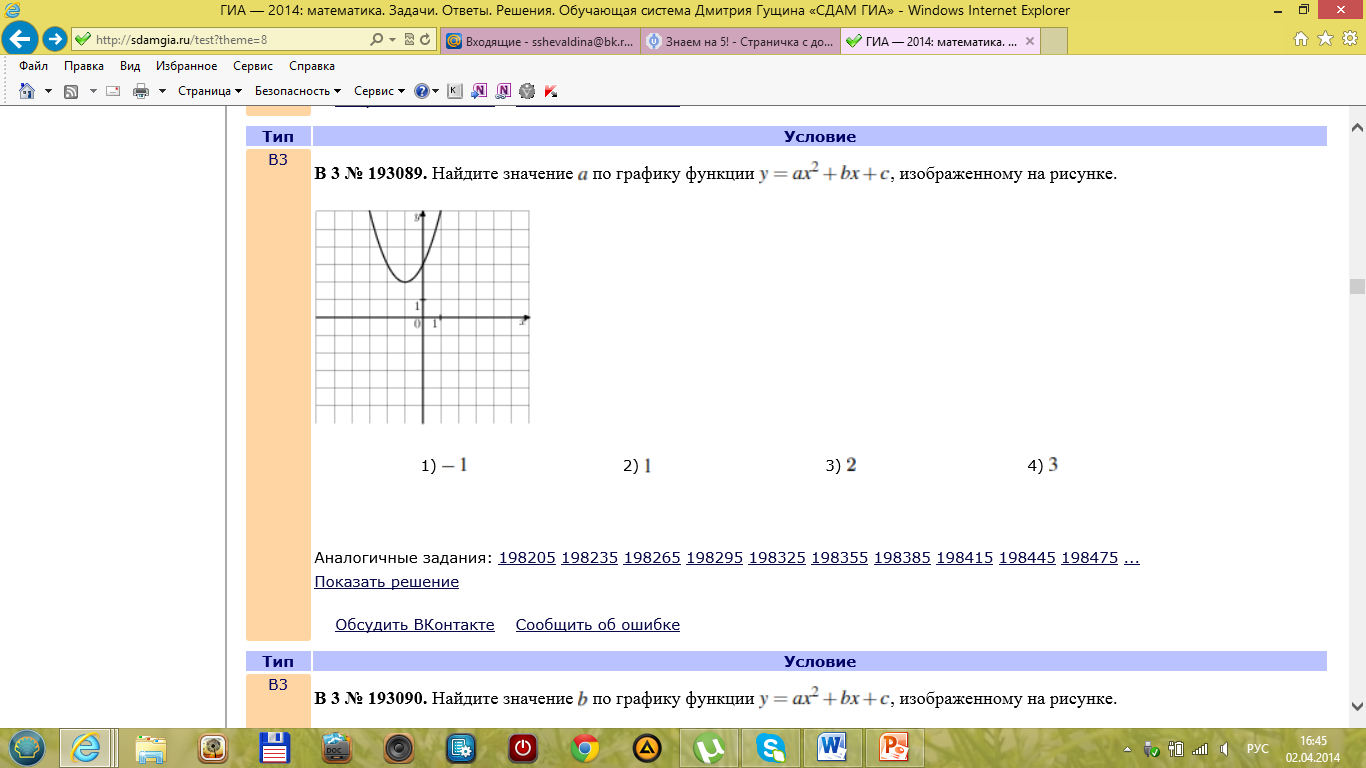 ГИА — 2014: математика. Задачи. Ответы. Решения. Обучающая система Дмитрия Гущина «СДАМ ГИА» - Windows Internet Explorer
http://sdamgia.ru/test?theme=8
Входящие - sshevaldina@bk.r...
Знаем на 5! - Страничка с до...
ГИА — 2014: математика. ...
Файл Правка Вид Избранное Сервис Справка
Страница Безопасность Сервис
Тип Условие
B3
В 3 № 193089. Найдите значение a по графику функции y = ax² + bx + c, изображенному на рисунке.
y
1
0 1 x
1) − 1 2) 1 3) 2 4) 3
Аналогичные задания: 198205 198235 198265 198295 198325 198355 198385 198415 198445 198475 ...
Показать решение
Обсудить ВКонтакте Сообщить об ошибке
Тип Условие
B3
В 3 № 193090. Найдите значение b по графику функции y = ax² + bx + c, изображенному на рисунке.
DOC
РУС
16:45
02.04.2014